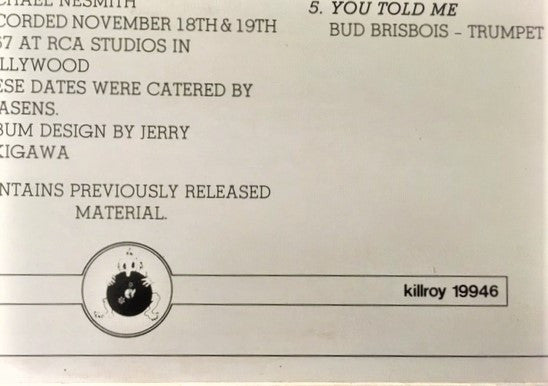 CHAEL NESMITH
CORDED NOVEMBER 18TH & 19TH
67 AT RCA STUDIOS IN
LLYWOOD
ESE DATES WERE CATERED BY
ASENS.
BUM DESIGN BY JERRY
KIGAWA
NTAINS PREVIOUSLY RELEASED
MATERIAL.
5. YOU TOLD ME
BUD BRISBOIS – TRUMPET
killroy 19946